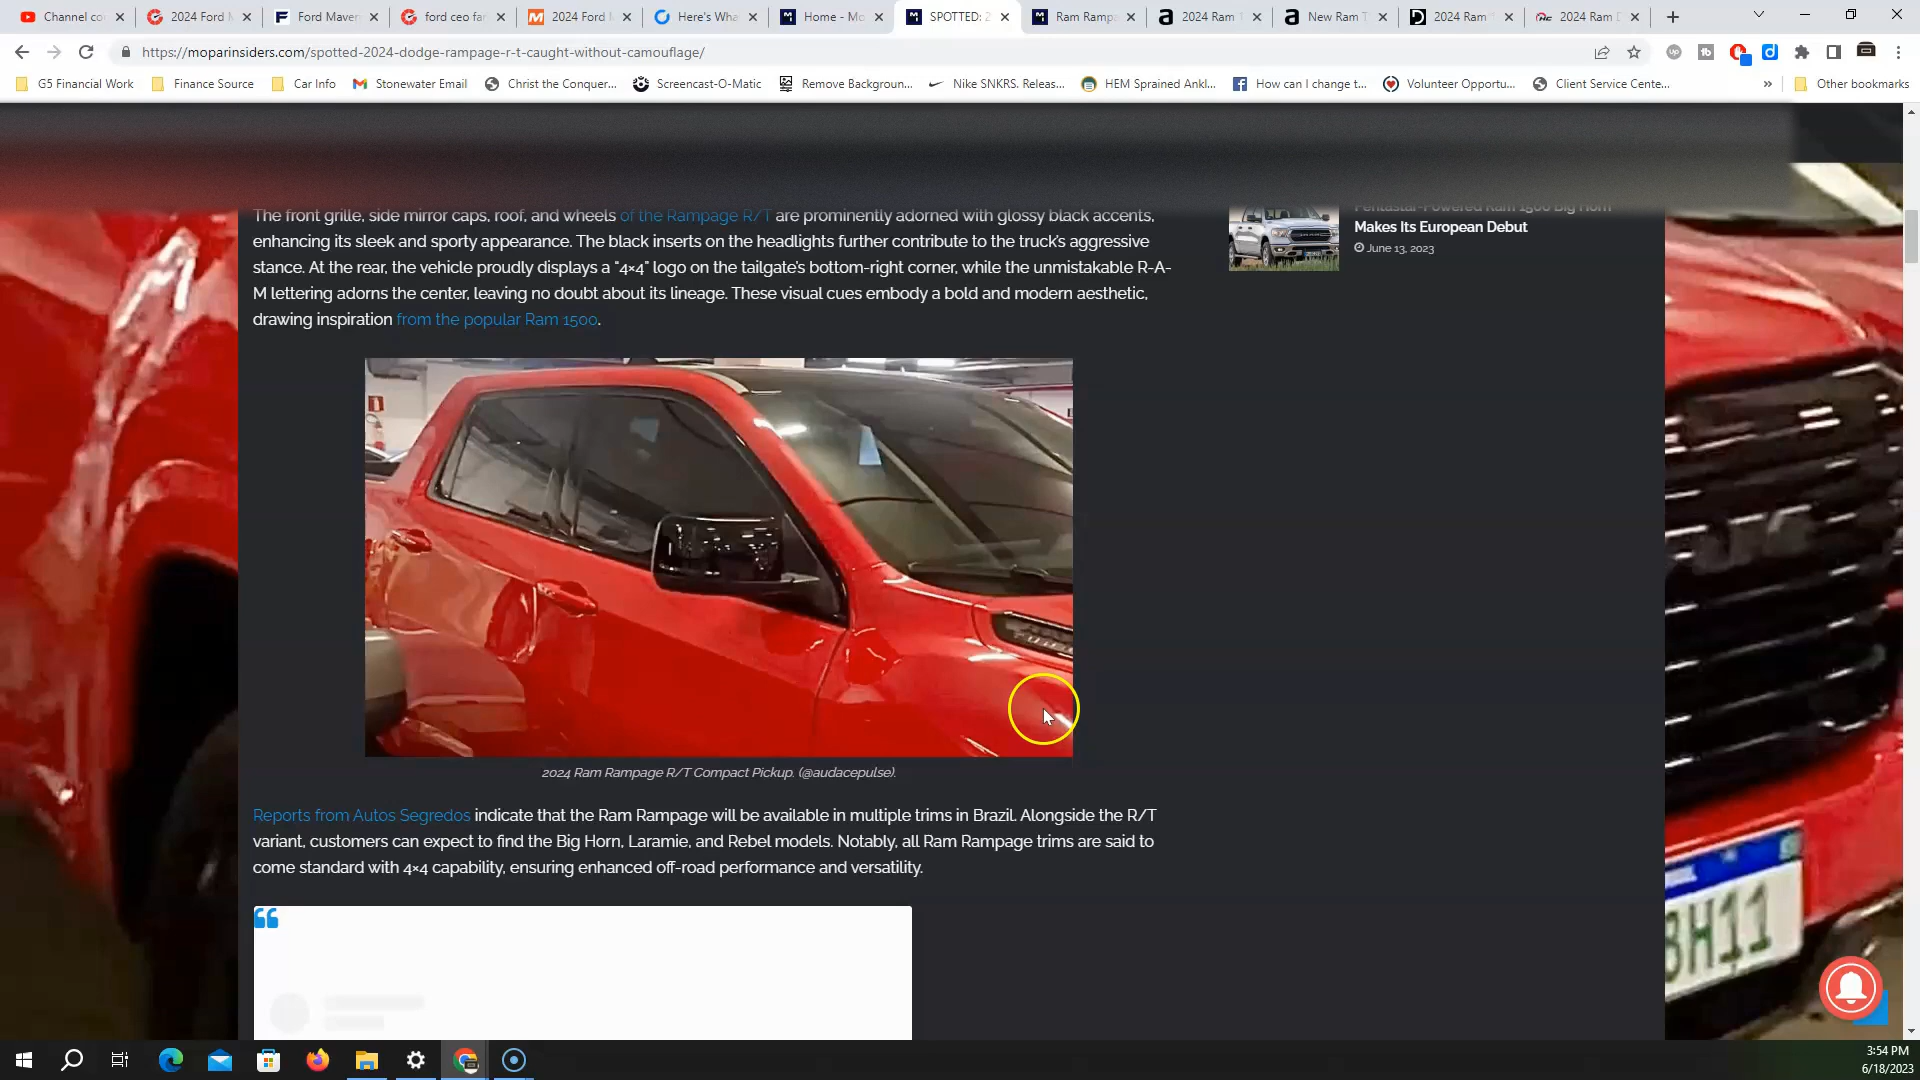 Channel co
2024 Ford M
Ford Maver
ford ceo far
2024 Ford M
Here's Wha
Home - Mo
SPOTTED: 2
Ram Ramp
2024 Ram
New Ram T
2024 Ram
2024 Ram D
https://moparinsiders.com/spotted-2024-dodge-rampage-r-t-caught-without-camouflage/
G5 Financial Work
Finance Source
Car Info
Stonewater Email
Christ the Conquer...
Screencast-O-Matic
Remove Backgroun...
Nike SNKRS. Releas...
HEM Sprained Ankl...
How can I change t...
Volunteer Opportu...
Client Service Cente...
»
Other bookmarks
The front grille, side mirror caps, roof, and wheels of the Rampage R/T are prominently adorned with glossy black accents,
enhancing its sleek and sporty appearance. The black inserts on the headlights further contribute to the truck's aggressive
stance. At the rear, the vehicle proudly displays a "4×4" logo on the tailgate's bottom-right corner, while the unmistakable R-A-
M lettering adorns the center, leaving no doubt about its lineage. These visual cues embody a bold and modern aesthetic,
drawing inspiration from the popular Ram 1500.
Pentastar-Powered Ram 1500 Big Horn
Makes Its European Debut
June 13, 2023
2024 Ram Rampage R/T Compact Pickup. (@audacepulse).
Reports from Autos Segredos indicate that the Ram Rampage will be available in multiple trims in Brazil. Alongside the R/T
variant, customers can expect to find the Big Horn, Laramie, and Rebel models. Notably, all Ram Rampage trims are said to
come standard with 4×4 capability, ensuring enhanced off-road performance and versatility.
3:54 PM
6/18/2023